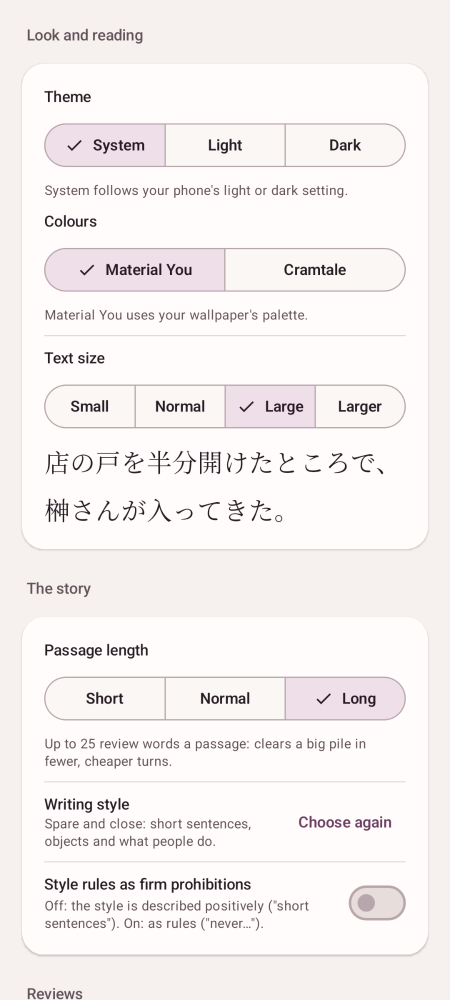 Look and reading
Theme
System
Light
Dark
System follows your phone's light or dark setting.
Colours
Material You
Cramtale
Material You uses your wallpaper's palette.
Text size
Small
Normal
Large
Larger
店の戸を半分開けたところで、
榊さんが入ってきた。
The story
Passage length
Short
Normal
Long
Up to 25 review words a passage: clears a big pile in
fewer, cheaper turns.
Writing style
Spare and close: short sentences,
objects and what people do.
Choose again
Style rules as firm prohibitions
Off: the style is described positively ("short
sentences"). On: as rules ("never…").
Reviews